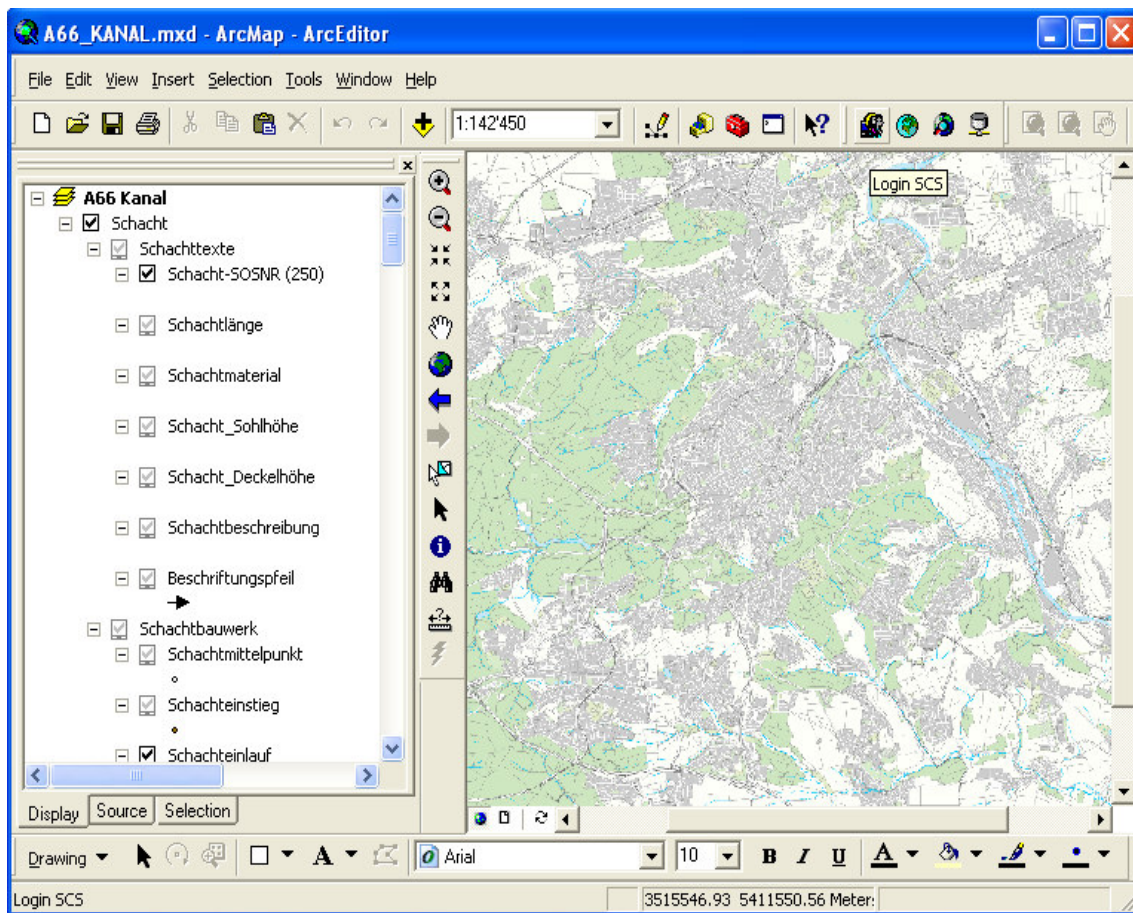 A66_KANAL.mxd - ArcMap - ArcEditor
File Edit View Insert Selection Tools Window Help
1:142'450
A66 Kanal
Schacht
Schachttexte
Schacht-SOSNR (250)
Schachtlänge
Schachtmaterial
Schacht_Sohlhöhe
Schacht_Deckelhöhe
Schachtbeschreibung
Beschriftungspfeil
Schachtbauwerk
Schachtmittelpunkt
Schachteinstieg
Schachteinlauf
Login SCS
Display Source Selection
Drawing A Arial 10 B I U A
Login SCS 3515546.93 5411550.56 Meter: